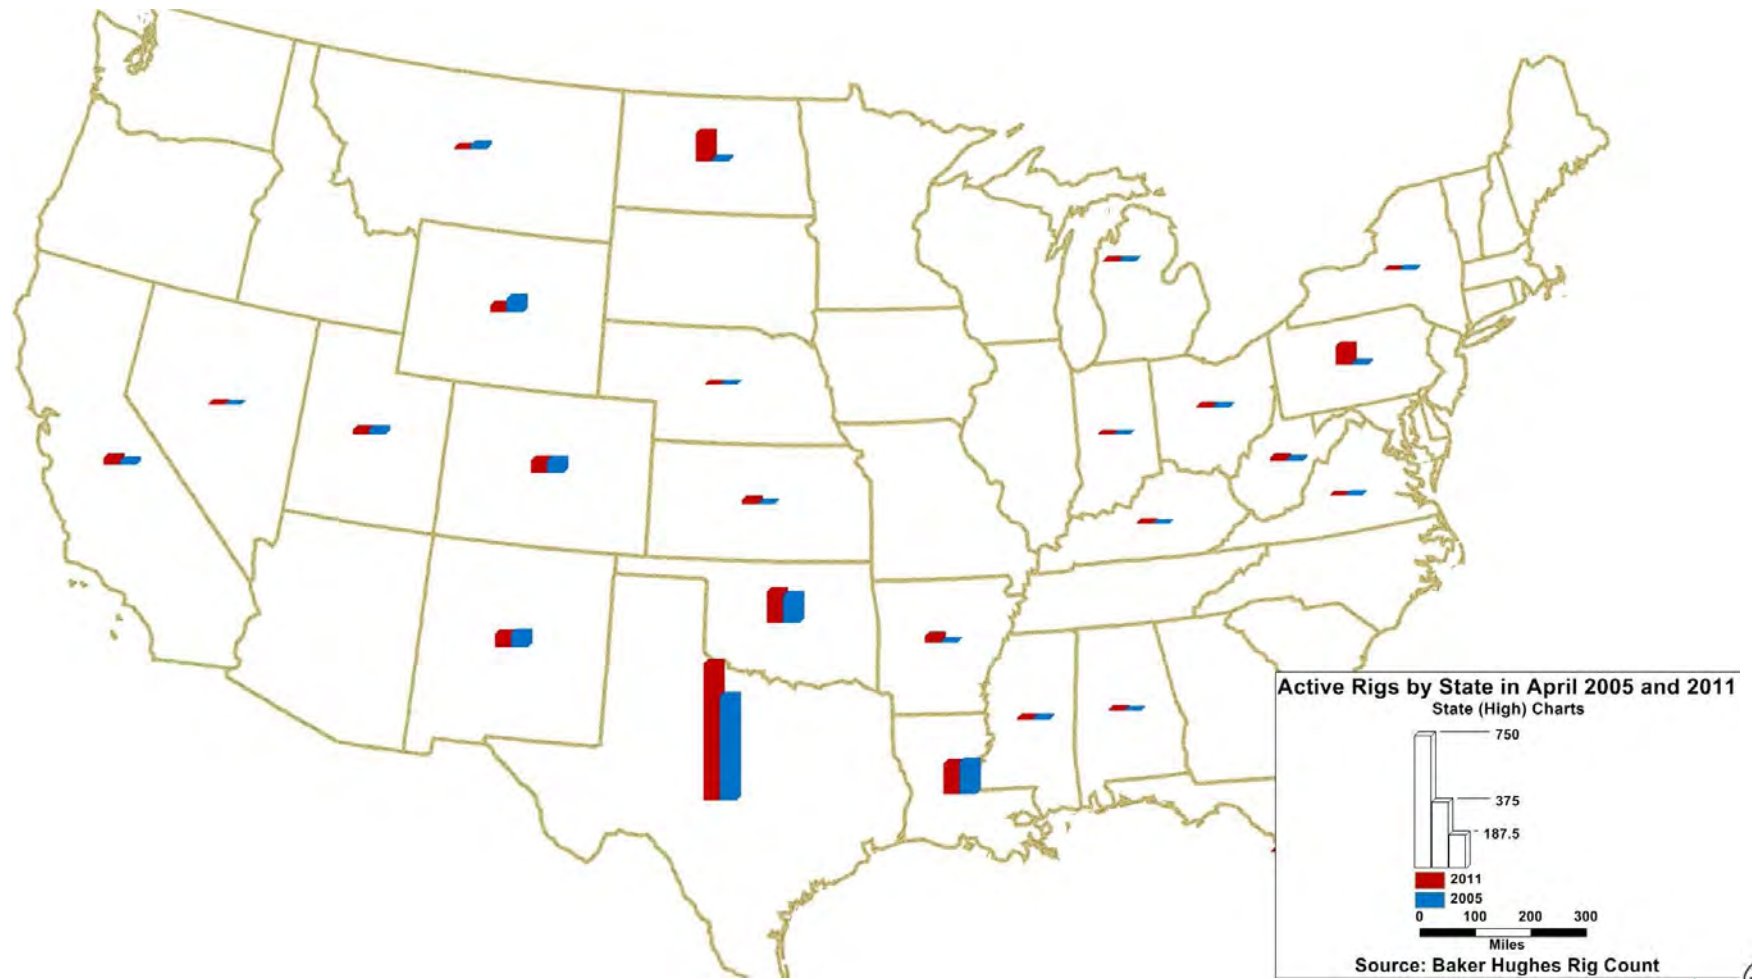 Active Rigs by State in April 2005 and 2011
State (High) Charts
750
375
187.5
2011
2005
0 100 200 300
Miles
Source: Baker Hughes Rig Count